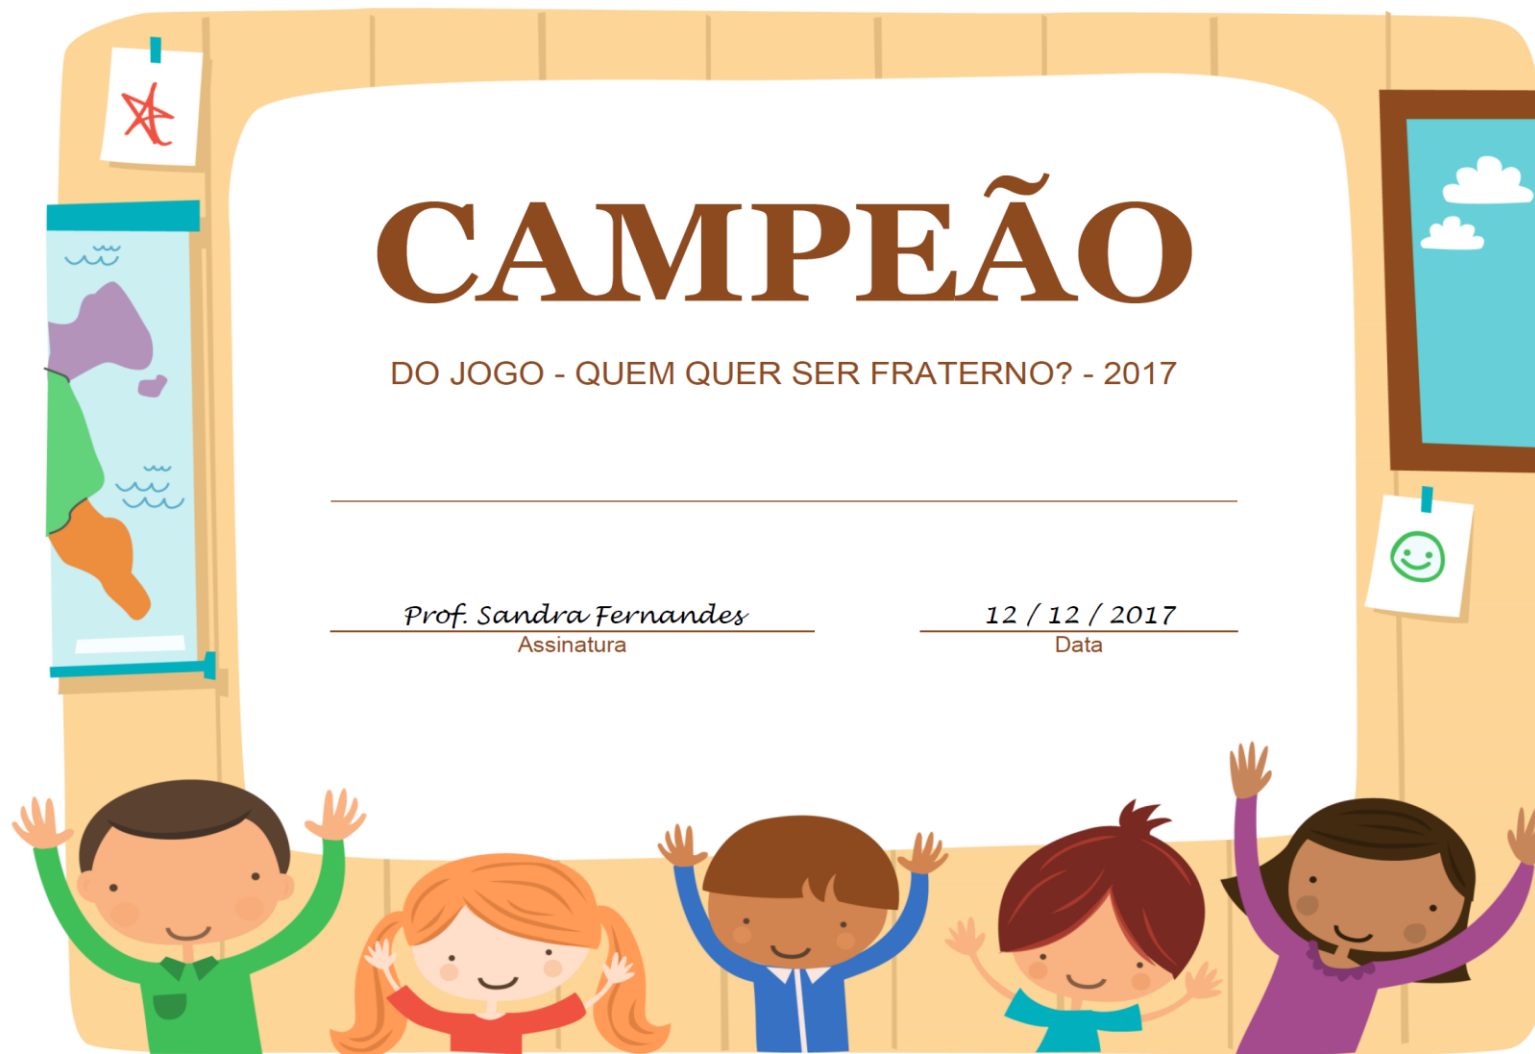 CAMPEÃO
DO JOGO - QUEM QUER SER FRATERNO? - 2017
Prof. Sandra Fernandes
12 / 12 / 2017
Assinatura
Data